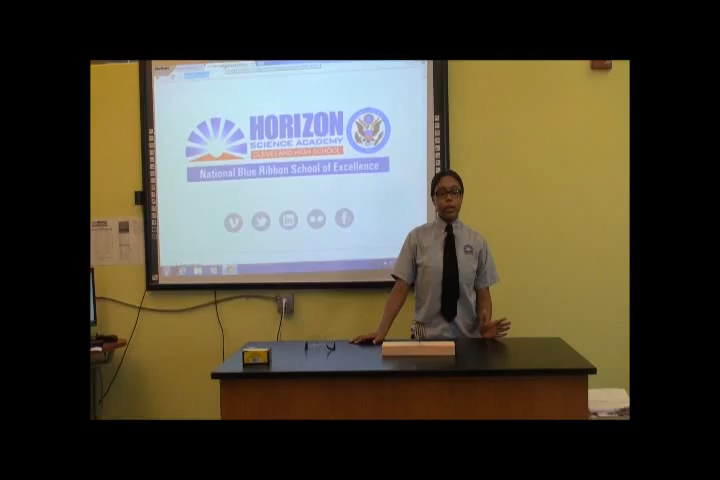 HORIZON
SCIENCE ACADEMY
CLEVELAND HIGH SCHOOL
National Blue Ribbon School of Excellence